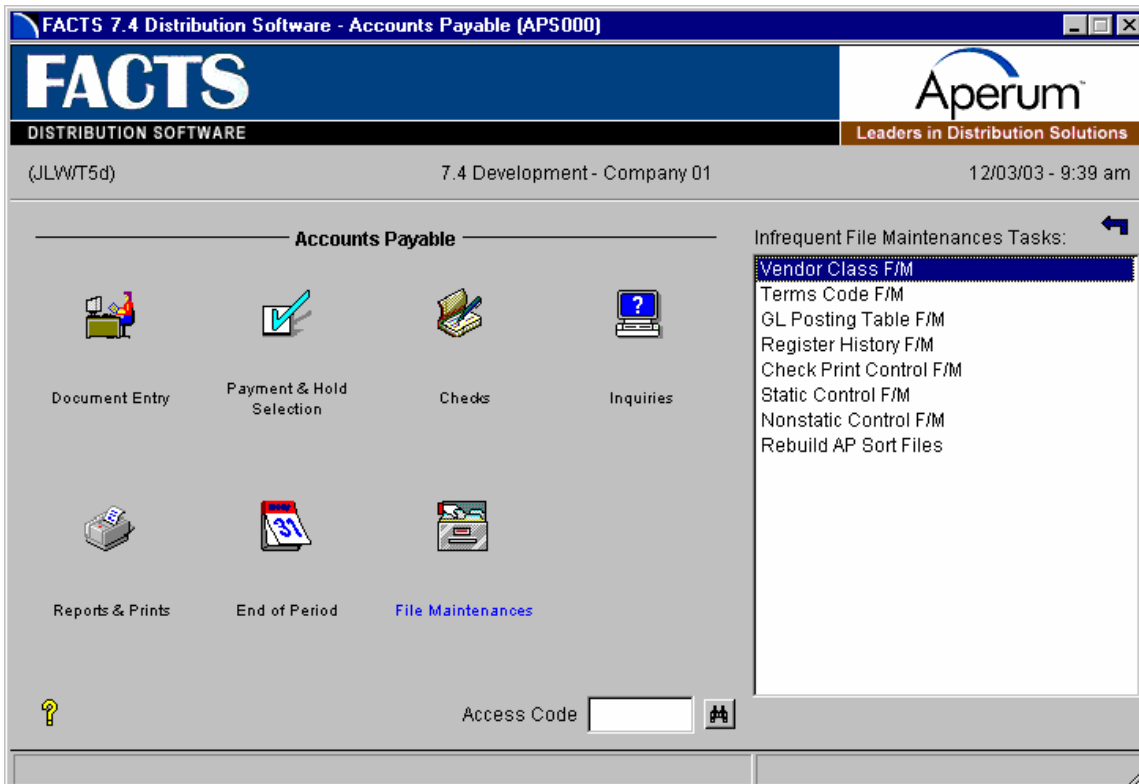 FACTS 7.4 Distribution Software - Accounts Payable (APS000)
FACTS
DISTRIBUTION SOFTWARE
Aperum
Leaders in Distribution Solutions
(JLW/T5d)
7.4 Development - Company 01
12/03/03 - 9:39 am
Accounts Payable
Document Entry
Payment & Hold
Selection
Checks
?
Inquiries
Reports & Prints
31
End of Period
File Maintenances
Infrequent File Maintenances Tasks:
Vendor Class F/M
Terms Code F/M
GL Posting Table F/M
Register History F/M
Check Print Control F/M
Static Control F/M
Nonstatic Control F/M
Rebuild AP Sort Files
?
Access Code